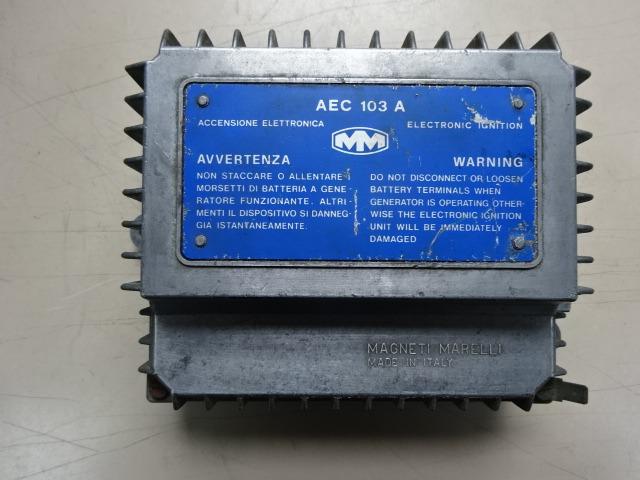 AEC 103 A
ACCENSIONE ELETTRONICA
ELECTRONIC IGNITION
MM
AVVERTENZA
NON STACCARE O ALLENTARE
MORSETTI DI BATTERIA A GENE-
RATORE FUNZIONANTE. ALTRI-
MENTI IL DISPOSITIVO SI DANNEG-
GIA ISTANTANEAMENTE.
WARNING
DO NOT DISCONNECT OR LOOSEN
BATTERY TERMINALS WHEN
GENERATOR IS OPERATING OTHER-
WISE THE ELECTRONIC IGNITION
UNIT WILL BE IMMEDIATELY
DAMAGED
MAGNETI MARELLI
MADE IN ITALY